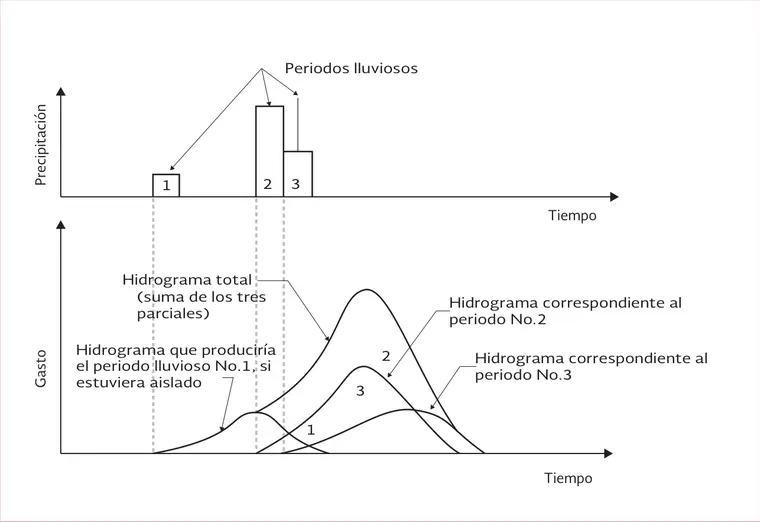 Periodos lluviosos
Precipitación
1
2
3
Tiempo
Hidrograma total
(suma de los tres
parciales)
Hidrograma correspondiente al
periodo No.2
Hidrograma que produciría
el periodo lluvioso No.1, si
estuviera aislado
2
Hidrograma correspondiente al
periodo No.3
Gasto
3
1
Tiempo